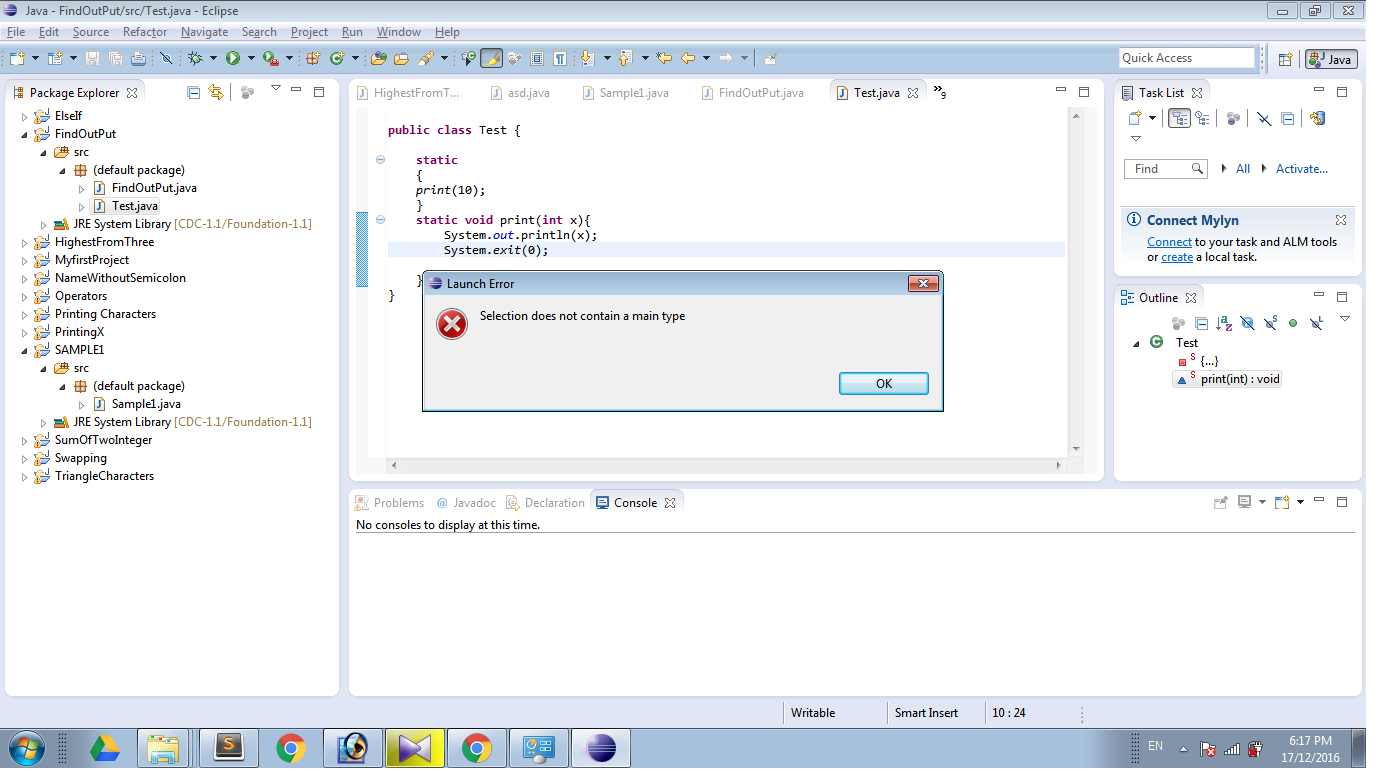 Java - FindOutPut/src/Test.java - Eclipse
File Edit Source Refactor Navigate Search Project Run Window Help
Quick Access
Java
Package Explorer
ElseIf
FindOutPut
src
(default package)
FindOutPut.java
Test.java
JRE System Library [CDC-1.1/Foundation-1.1]
HighestFromThree
MyfirstProject
NameWithoutSemicolon
Operators
Printing Characters
PrintingX
SAMPLE1
src
(default package)
Sample1.java
JRE System Library [CDC-1.1/Foundation-1.1]
SumOfTwoInteger
Swapping
TriangleCharacters
HighestFromT... asd.java Sample1.java FindOutPut.java Test.java »9
public class Test {
static
{
print(10);
}
static void print(int x){
System.out.println(x);
System.exit(0);
}
}
Launch Error
Selection does not contain a main type
OK
Task List
Find All Activate...
Connect Mylyn
Connect to your task and ALM tools
or create a local task.
Outline
Test
{...}
print(int) : void
Problems @ Javadoc Declaration Console
No consoles to display at this time.
Writable Smart Insert 10 : 24
EN
6:17 PM
17/12/2016